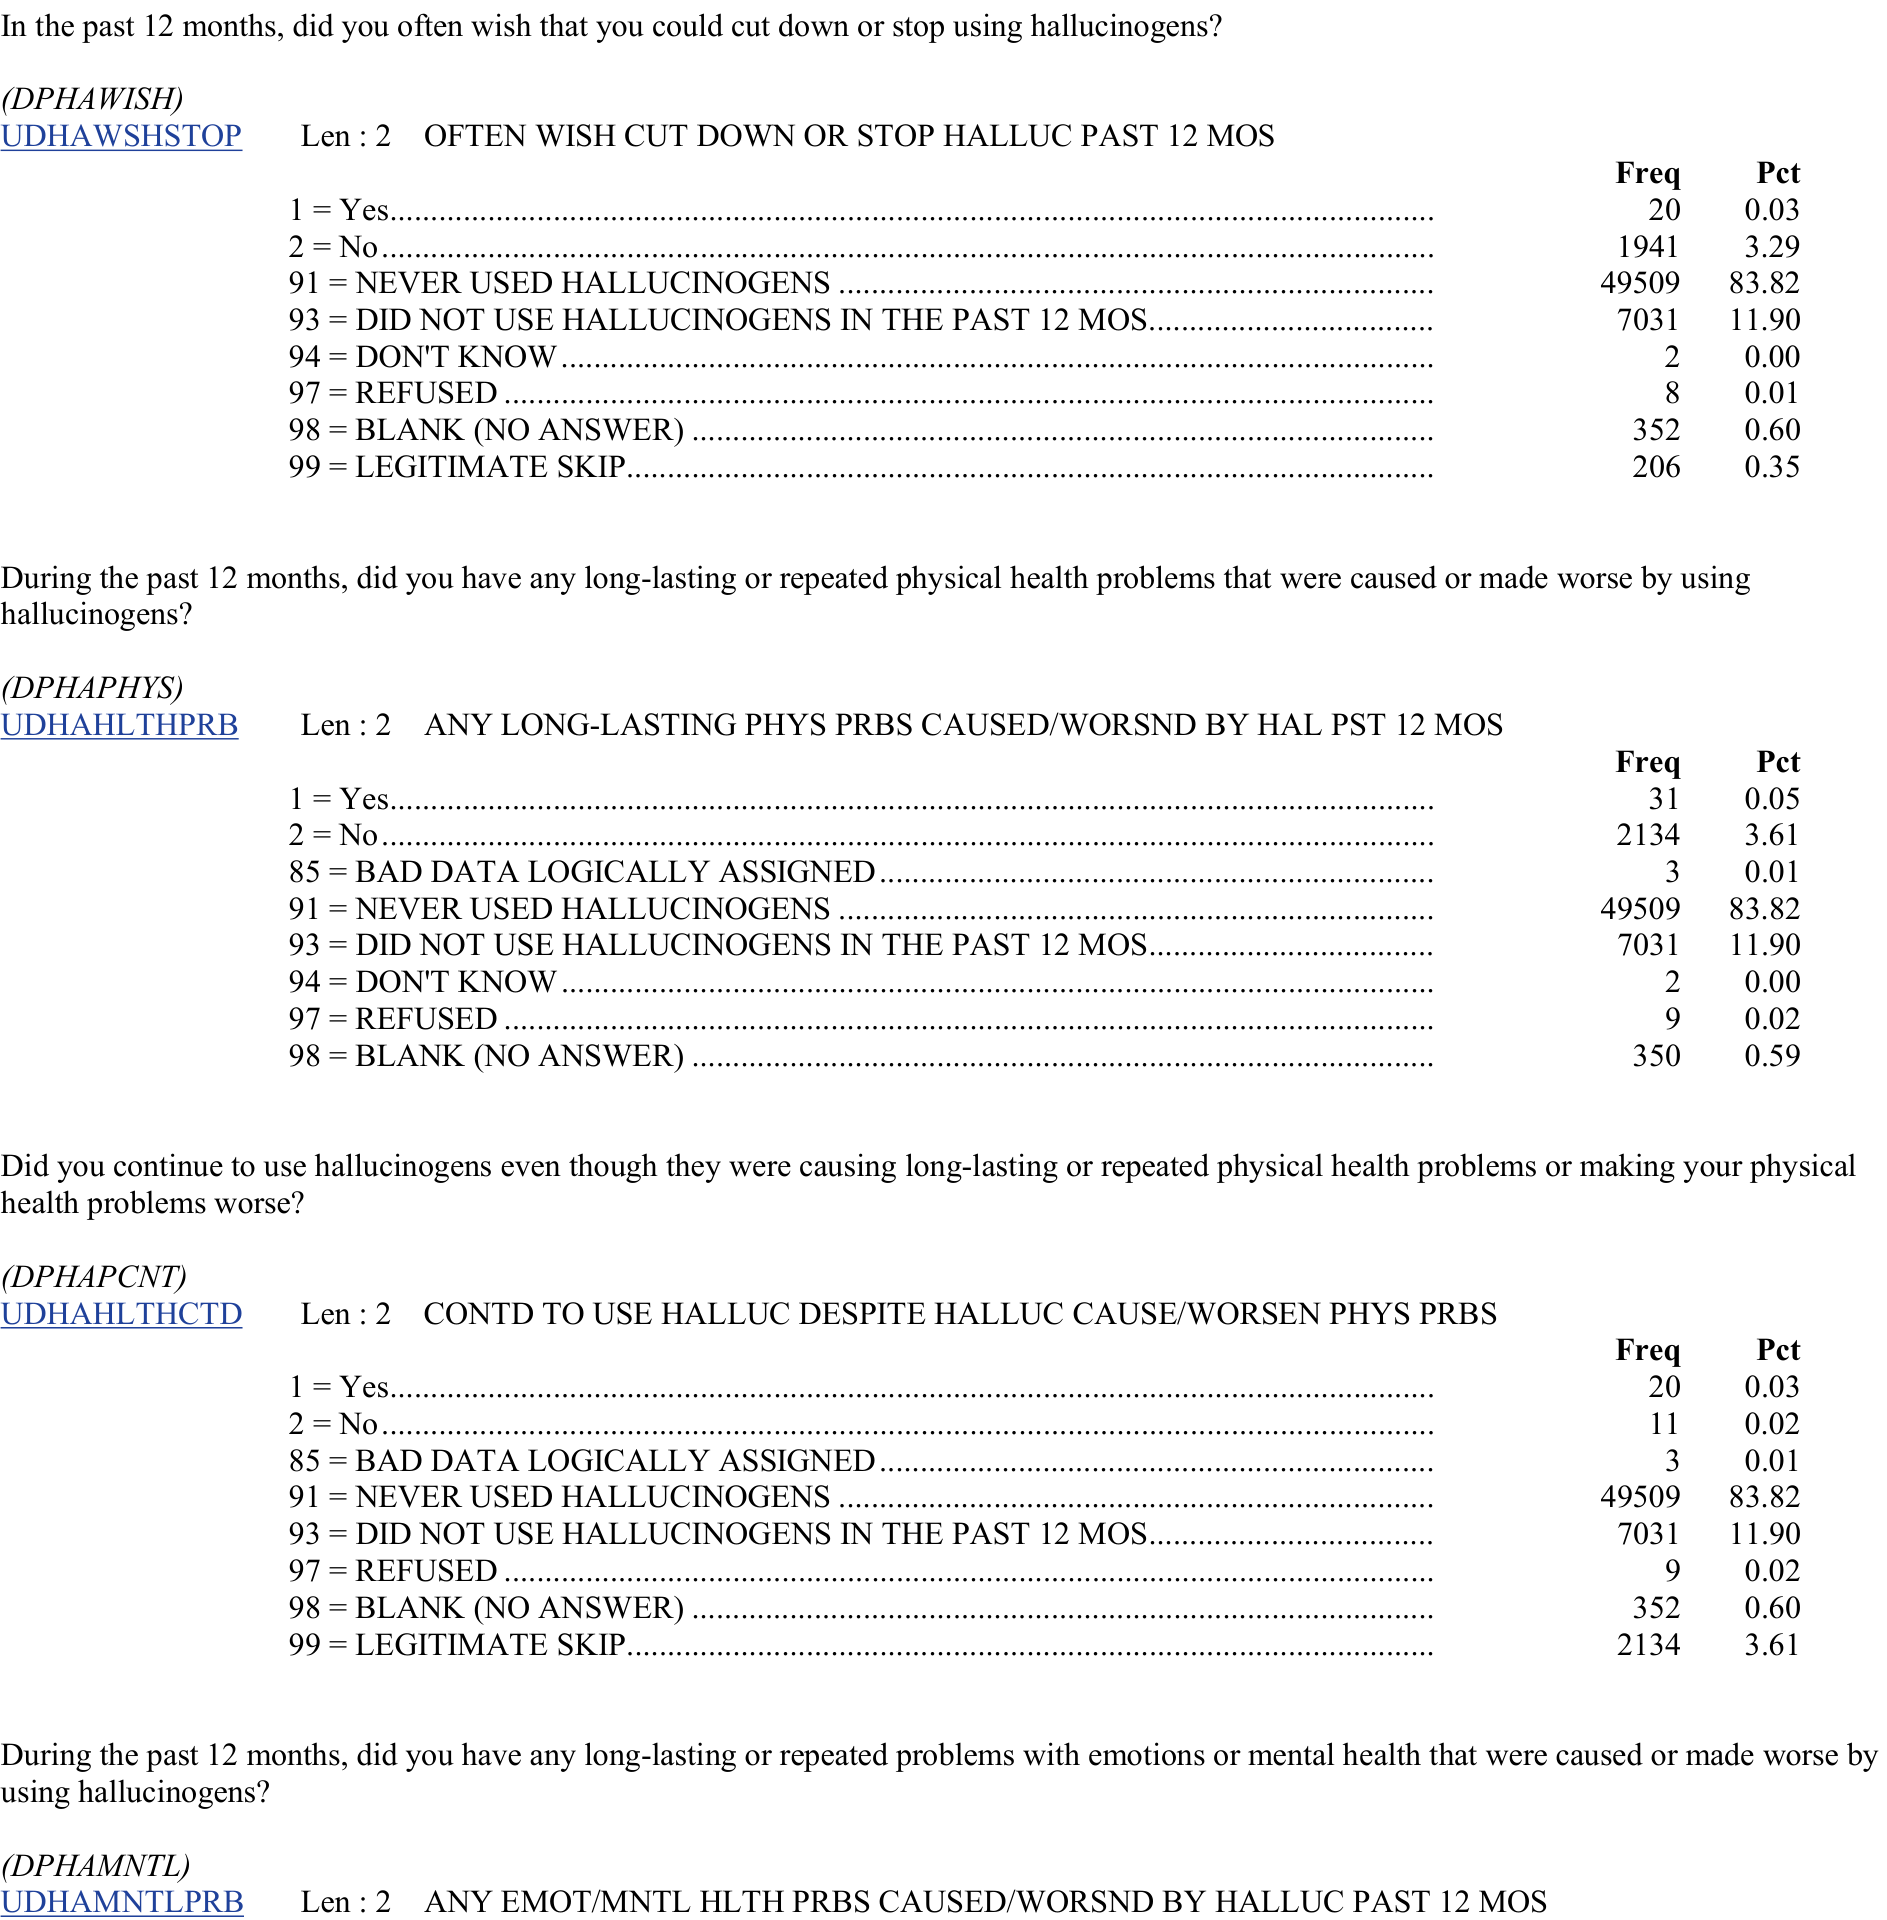 In the past 12 months, did you often wish that you could cut down or stop using hallucinogens?
(DPHAWISH)
UDHAWSHSTOP Len : 2 OFTEN WISH CUT DOWN OR STOP HALLUC PAST 12 MOS
Freq Pct
1 = Yes.......... 20 0.03
2 = No.......... 1941 3.29
91 = NEVER USED HALLUCINOGENS .......... 49509 83.82
93 = DID NOT USE HALLUCINOGENS IN THE PAST 12 MOS.......... 7031 11.90
94 = DON'T KNOW.......... 2 0.00
97 = REFUSED .......... 8 0.01
98 = BLANK (NO ANSWER) .......... 352 0.60
99 = LEGITIMATE SKIP.......... 206 0.35
During the past 12 months, did you have any long-lasting or repeated physical health problems that were caused or made worse by using
hallucinogens?
(DPHAPHYS)
UDHAHLTHPRB Len : 2 ANY LONG-LASTING PHYS PRBS CAUSED/WORSND BY HAL PST 12 MOS
Freq Pct
1 = Yes.......... 31 0.05
2 = No.......... 2134 3.61
85 = BAD DATA LOGICALLY ASSIGNED.......... 3 0.01
91 = NEVER USED HALLUCINOGENS .......... 49509 83.82
93 = DID NOT USE HALLUCINOGENS IN THE PAST 12 MOS.......... 7031 11.90
94 = DON'T KNOW.......... 2 0.00
97 = REFUSED .......... 9 0.02
98 = BLANK (NO ANSWER) .......... 350 0.59
Did you continue to use hallucinogens even though they were causing long-lasting or repeated physical health problems or making your physical
health problems worse?
(DPHAPCNT)
UDHAHLTHCTD Len : 2 CONTD TO USE HALLUC DESPITE HALLUC CAUSE/WORSEN PHYS PRBS
Freq Pct
1 = Yes.......... 20 0.03
2 = No.......... 11 0.02
85 = BAD DATA LOGICALLY ASSIGNED.......... 3 0.01
91 = NEVER USED HALLUCINOGENS .......... 49509 83.82
93 = DID NOT USE HALLUCINOGENS IN THE PAST 12 MOS.......... 7031 11.90
97 = REFUSED .......... 9 0.02
98 = BLANK (NO ANSWER) .......... 352 0.60
99 = LEGITIMATE SKIP.......... 2134 3.61
During the past 12 months, did you have any long-lasting or repeated problems with emotions or mental health that were caused or made worse by
using hallucinogens?
(DPHAMNTL)
UDHAMNTLPRB Len : 2 ANY EMOT/MNTL HLTH PRBS CAUSED/WORSND BY HALLUC PAST 12 MOS